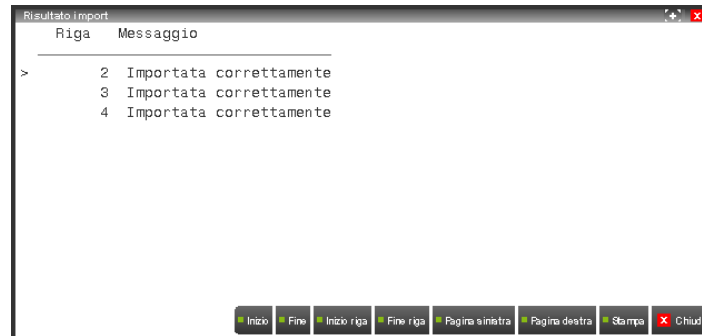 Risultato import
Riga Messaggio
> 2 Importata correttamente
3 Importata correttamente
4 Importata correttamente
Inizio Fine Inizio riga Fine riga Pagina sinistra Pagina destra Stampa X Chiud